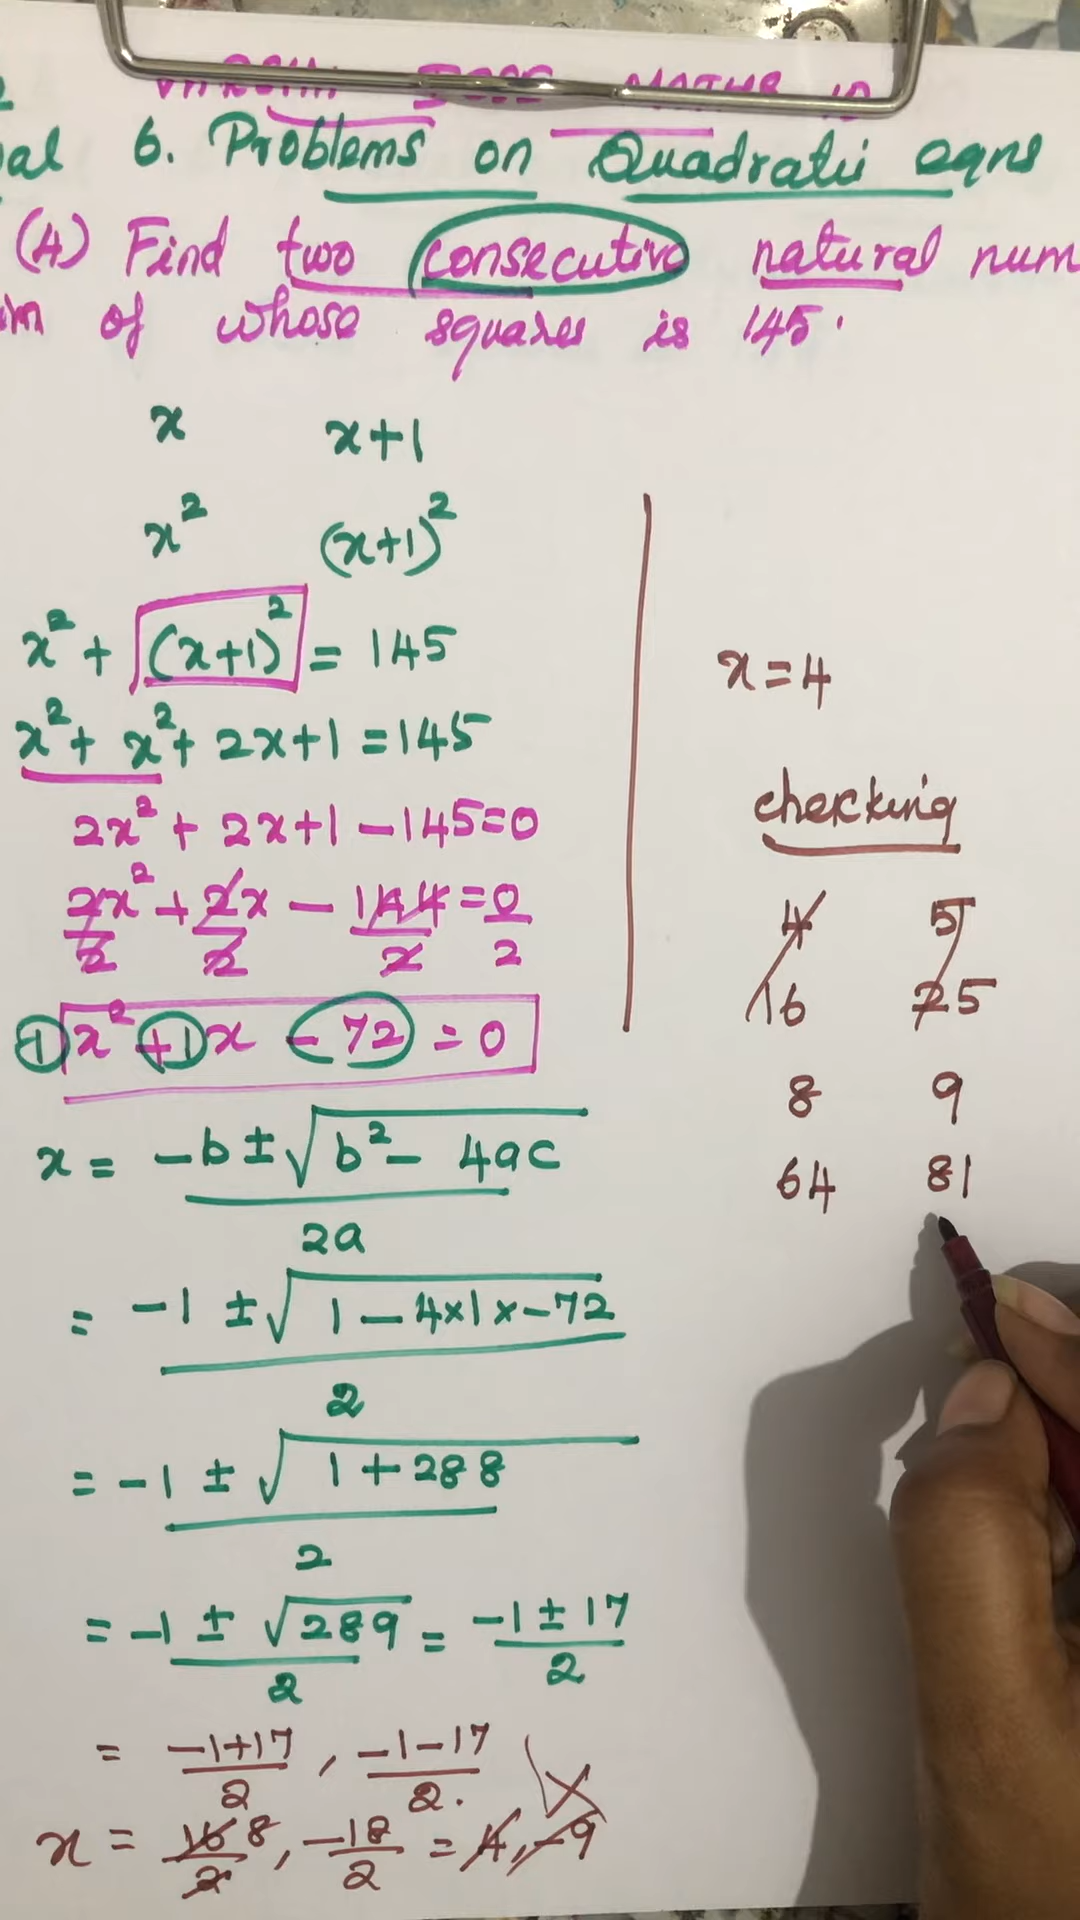 6. Problems on Quadratic eqns
(4) Find two consecutive natural num
of whose squares is 145.
x x+1
x² (x+1)²
x² + (x+1)² = 145
x² + x² + 2x+1 = 145
2x² + 2x+1 – 145=0
2x²/2 + 2x/2 – 144/2 = 0/2
1 x² +1x – 72 = 0
x = –b ± √b² – 4ac / 2a
= –1 ± √1 – 4×1×–72 / 2
= –1 ± √1 + 288 / 2
= –1 ± √289 / 2 = –1 ± 17 / 2
= –1+17 / 2 , –1–17 / 2.
x = 16 8 / 2 , –18 / 2 = 4, –9
x = 4
checking
4 5
16 25
8 9
64 81